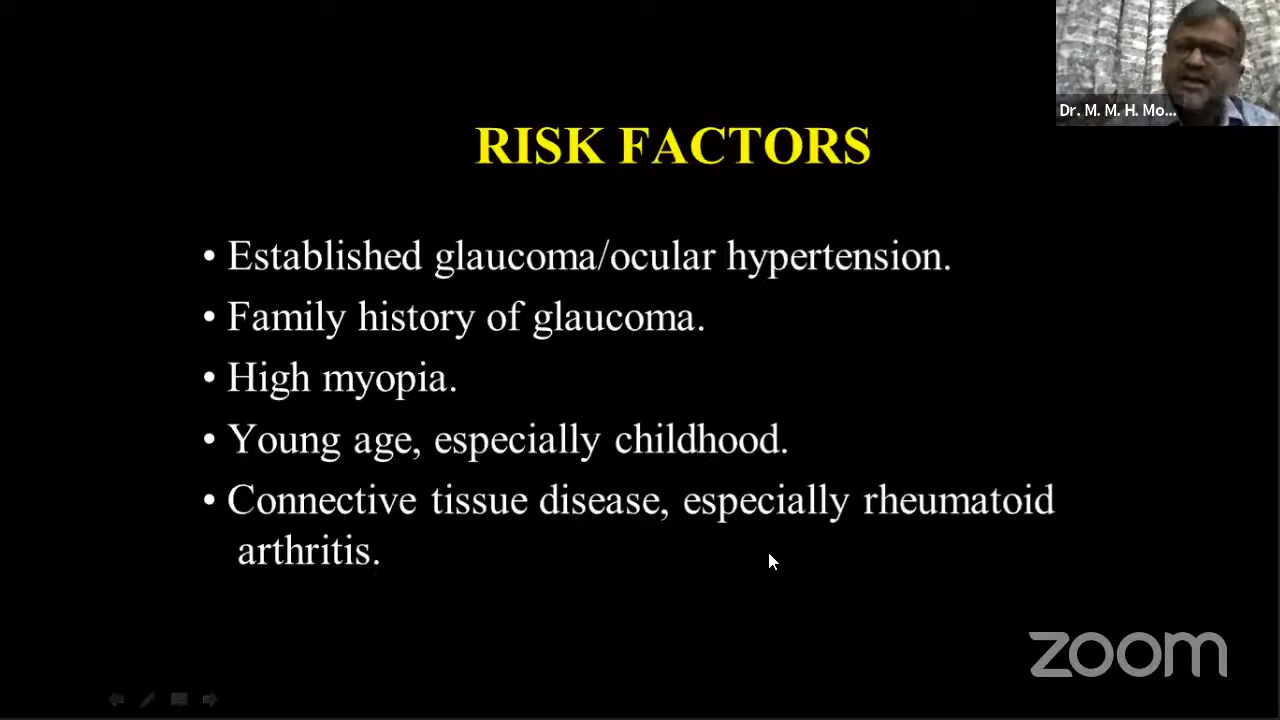 Dr. M. M. H. Mo...
RISK FACTORS
• Established glaucoma/ocular hypertension.
• Family history of glaucoma.
• High myopia.
• Young age, especially childhood.
• Connective tissue disease, especially rheumatoid
arthritis.
zoom